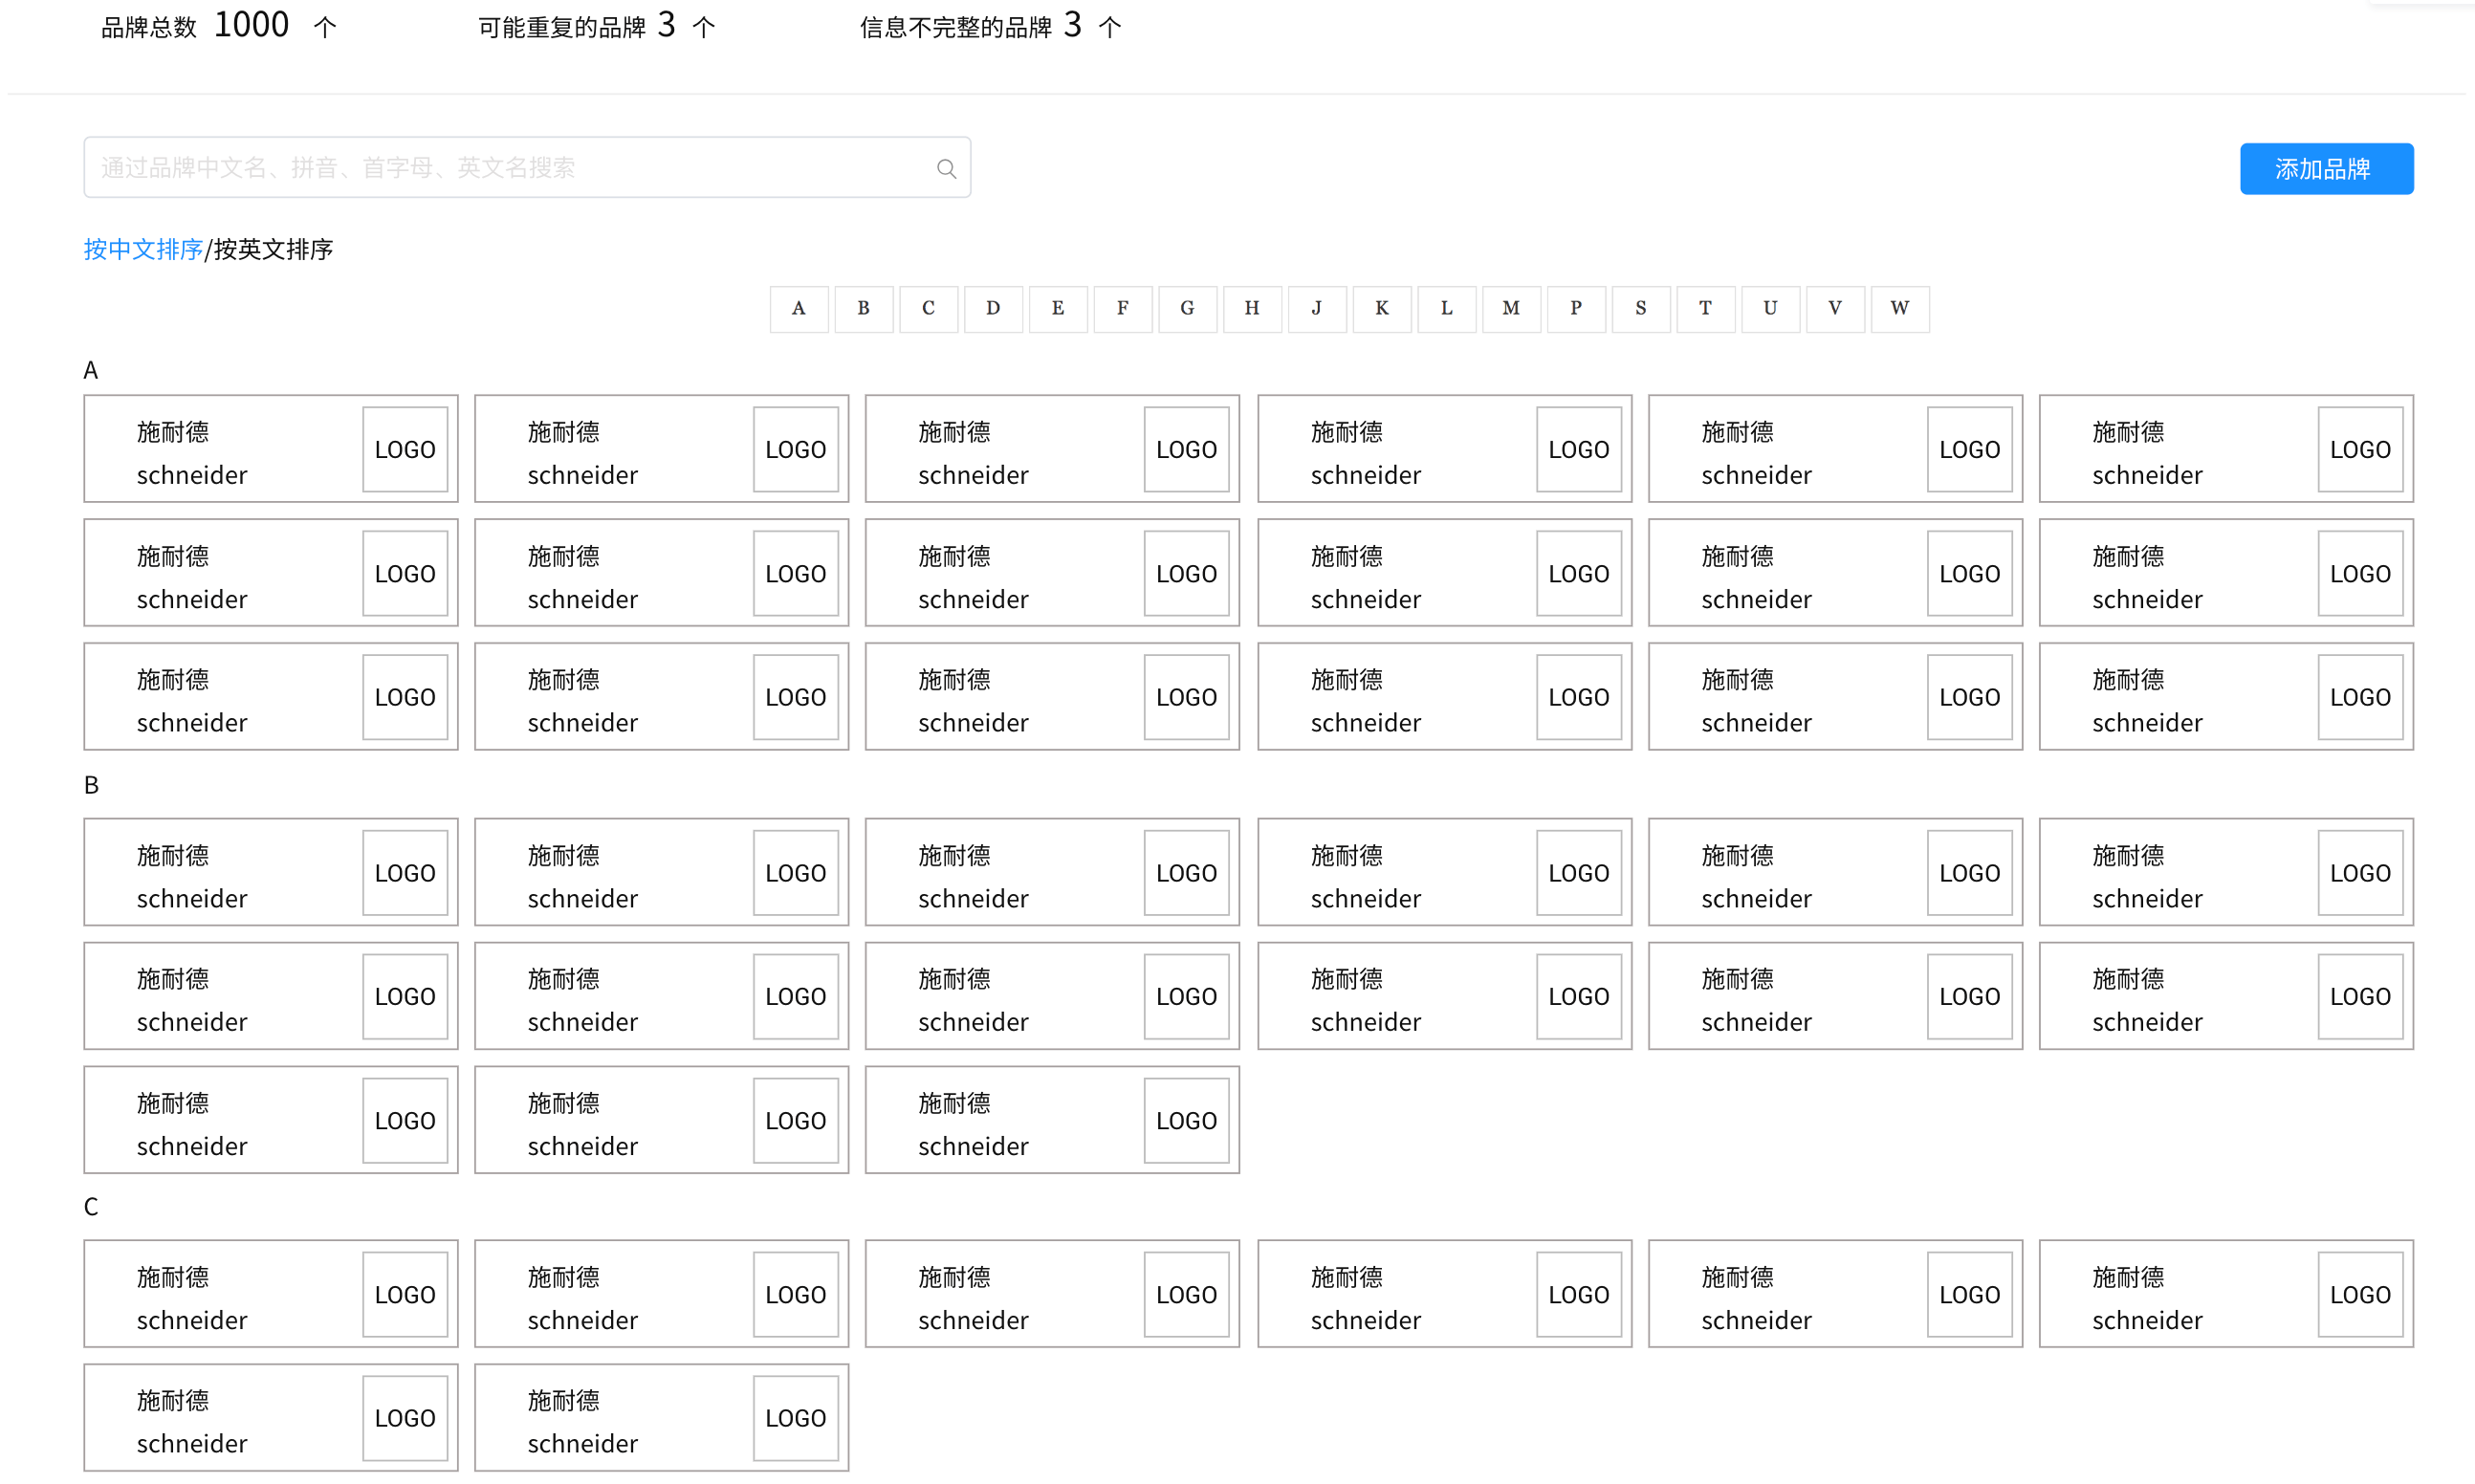 品牌总数 1000 个 可能重复的品牌 3 个 信息不完整的品牌 3 个
通过品牌中文名、拼音、首字母、英文名搜索 添加品牌
按中文排序/按英文排序
A B C D E F G H J K L M P S T U V W
A
施耐德 施耐德 施耐德 施耐德 施耐德 施耐德
LOGO LOGO LOGO LOGO LOGO LOGO
schneider schneider schneider schneider schneider schneider
施耐德 施耐德 施耐德 施耐德 施耐德 施耐德
LOGO LOGO LOGO LOGO LOGO LOGO
schneider schneider schneider schneider schneider schneider
施耐德 施耐德 施耐德 施耐德 施耐德 施耐德
LOGO LOGO LOGO LOGO LOGO LOGO
schneider schneider schneider schneider schneider schneider
B
施耐德 施耐德 施耐德 施耐德 施耐德 施耐德
LOGO LOGO LOGO LOGO LOGO LOGO
schneider schneider schneider schneider schneider schneider
施耐德 施耐德 施耐德 施耐德 施耐德 施耐德
LOGO LOGO LOGO LOGO LOGO LOGO
schneider schneider schneider schneider schneider schneider
施耐德 施耐德 施耐德
LOGO LOGO LOGO
schneider schneider schneider
C
施耐德 施耐德 施耐德 施耐德 施耐德 施耐德
LOGO LOGO LOGO LOGO LOGO LOGO
schneider schneider schneider schneider schneider schneider
施耐德 施耐德
LOGO LOGO
schneider schneider